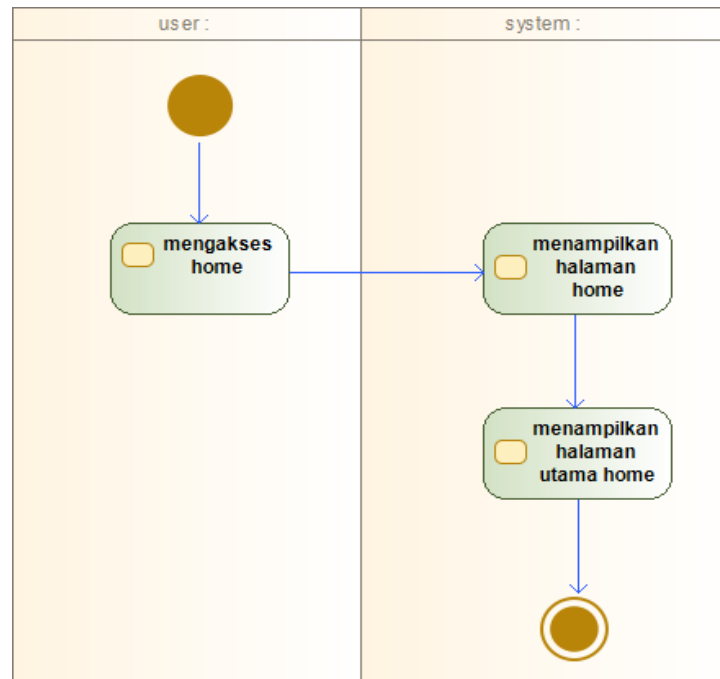 user :
system :
mengakses
home
menampilkan
halaman
home
menampilkan
halaman
utama home